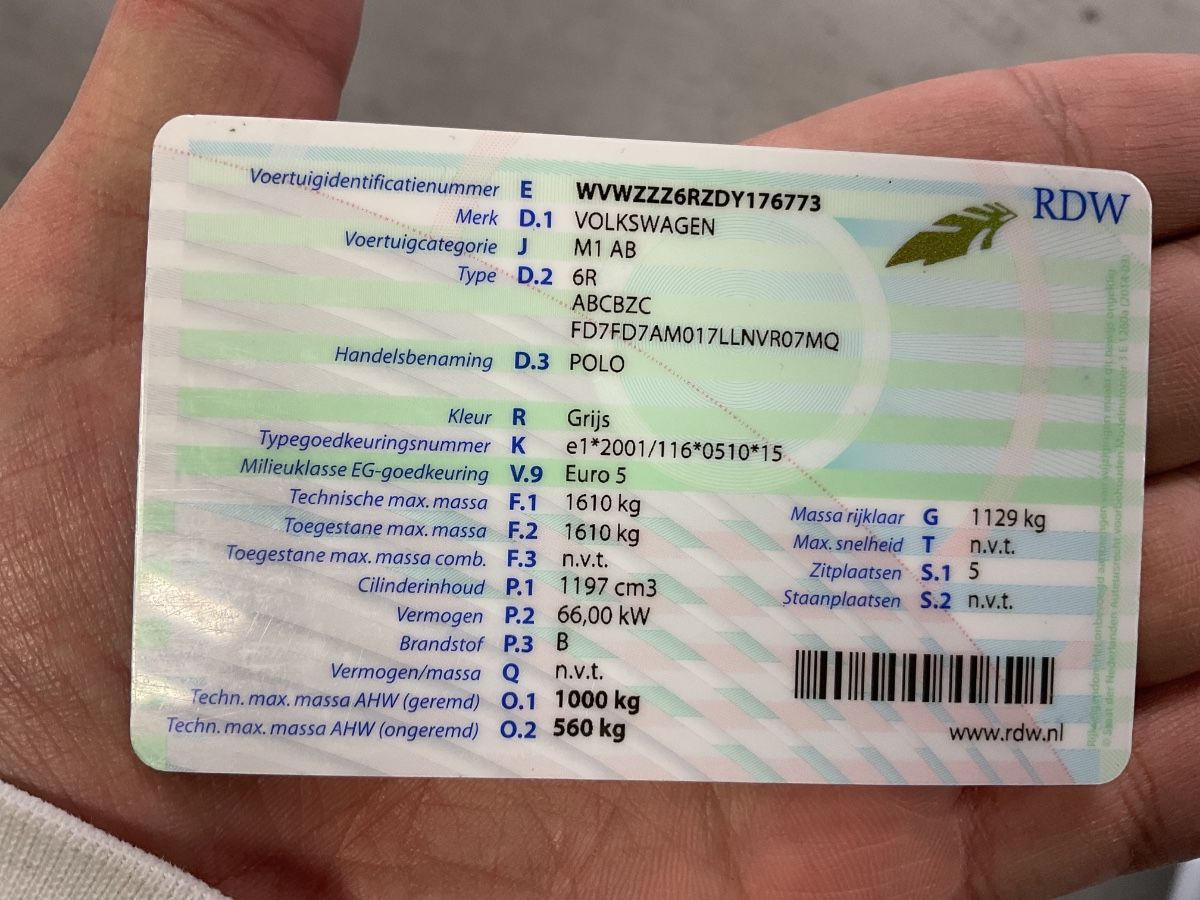 RDW
Voertuigidentificatienummer E WVWZZZ6RZDY176773
Merk D.1 VOLKSWAGEN
Voertuigcategorie J M1 AB
Type D.2 6R
ABCBZC
FD7FD7AM017LLNVR07MQ
Handelsbenaming D.3 POLO
Kleur R Grijs
Typegoedkeuringsnummer K e1*2001/116*0510*15
Milieuklasse EG-goedkeuring V.9 Euro 5
Technische max. massa F.1 1610 kg
Toegestane max. massa F.2 1610 kg
Toegestane max. massa comb. F.3 n.v.t.
Cilinderinhoud P.1 1197 cm3
Vermogen P.2 66,00 kW
Brandstof P.3 B
Vermogen/massa Q n.v.t.
Techn. max. massa AHW (geremd) O.1 1000 kg
Techn. max. massa AHW (ongeremd) O.2 560 kg
Massa rijklaar G 1129 kg
Max. snelheid T n.v.t.
Zitplaatsen S.1 5
Staanplaatsen S.2 n.v.t.
www.rdw.nl